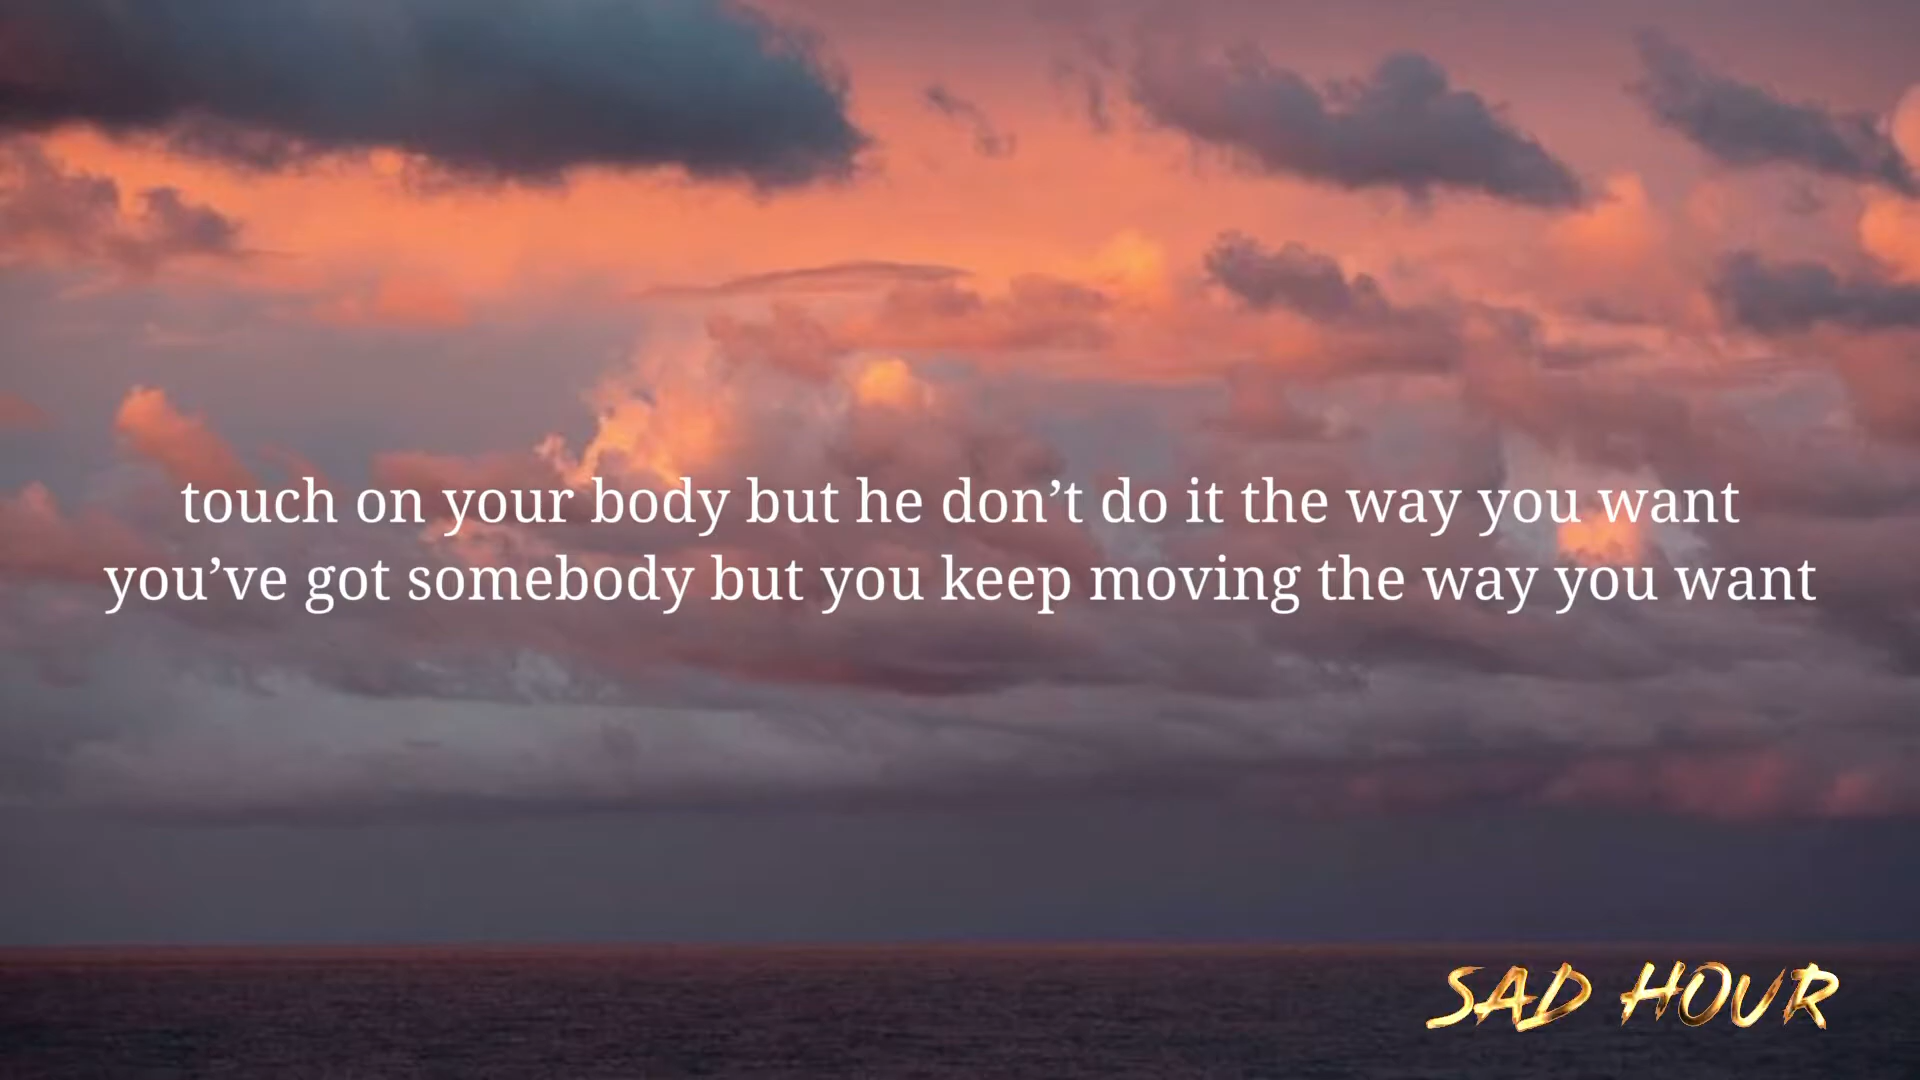 touch on your body but he don’t do it the way you want
you’ve got somebody but you keep moving the way you want
SAD HOUR